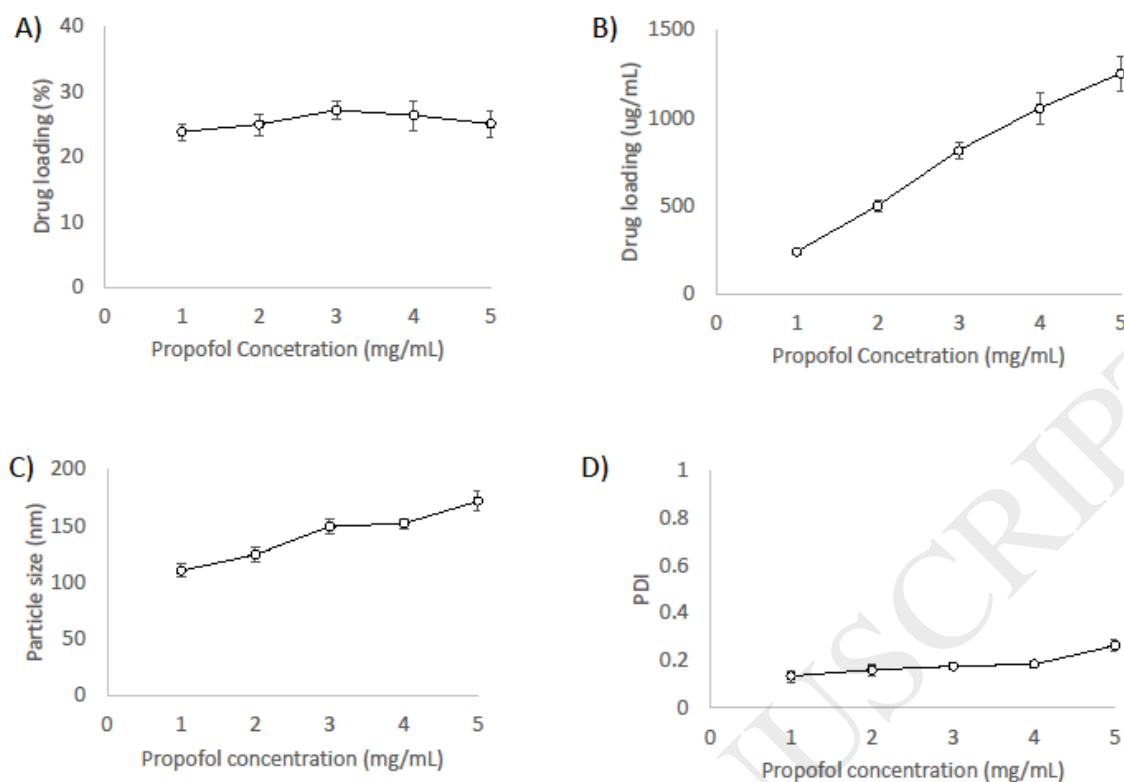 A)
Drug loading (%)
40
30
20
10
0
0 1 2 3 4 5
Propofol Concetration (mg/mL)
B)
Drug loading (ug/mL)
1500
1000
500
0
0 1 2 3 4 5
Propofol Concetration (mg/mL)
C)
Particle size (nm)
200
150
100
50
0
0 1 2 3 4 5
Propofol concentration (mg/mL)
D)
PDI
1
0.8
0.6
0.4
0.2
0
0 1 2 3 4 5
Propofol concentration (mg/mL)
USCRIPT